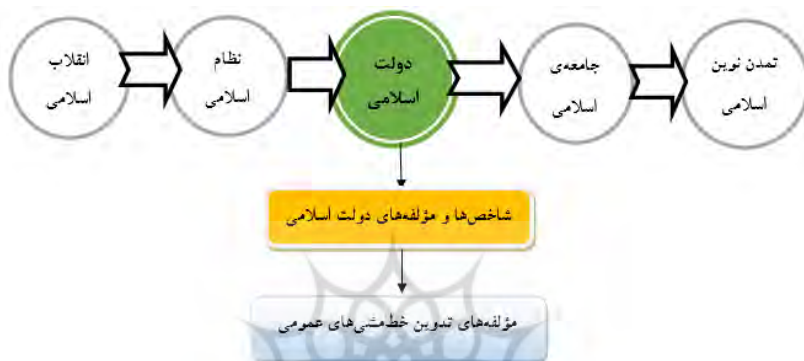 انقلاب
اسلامی
نظام
اسلامی
دولت
اسلامی
جامعه‌ی
اسلامی
تمدن نوین
اسلامی
شاخص‌ها و مؤلفه‌های دولت اسلامی
مؤلفه‌های تدوین خط‌مشی‌های عمومی